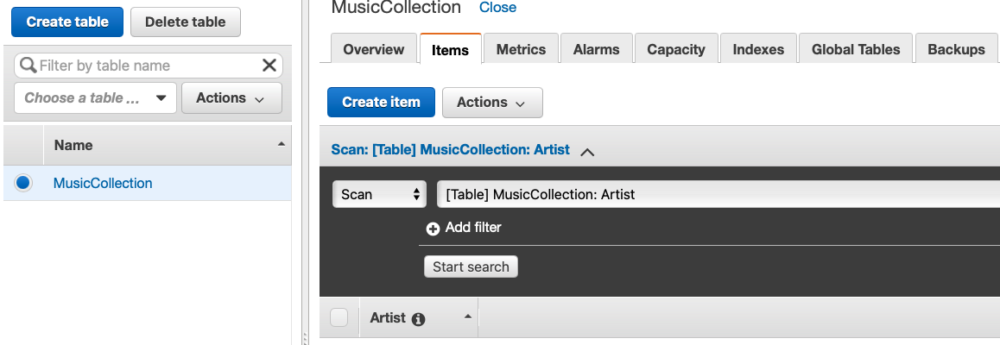 Create table Delete table
Filter by table name
Choose a table ... Actions
Name
MusicCollection
MusicCollection Close
Overview Items Metrics Alarms Capacity Indexes Global Tables Backups
Create item Actions
Scan: [Table] MusicCollection: Artist
Scan [Table] MusicCollection: Artist
Add filter
Start search
Artist